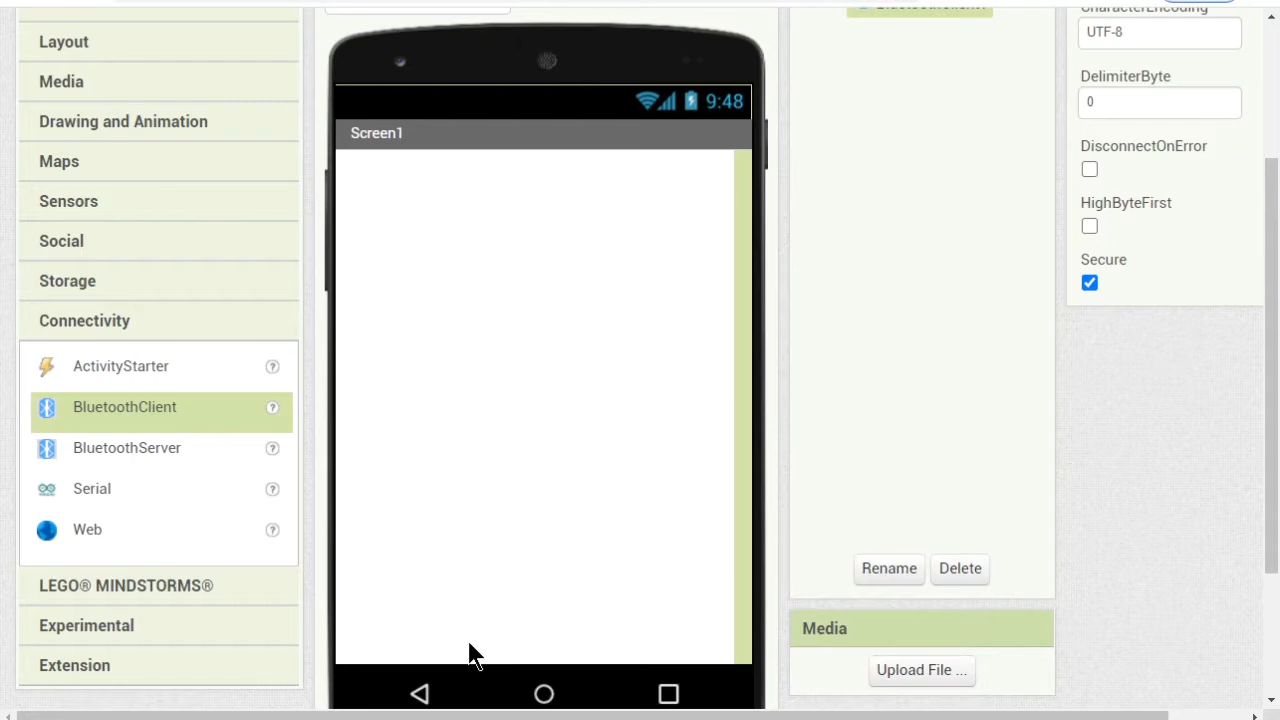 Layout
Media
Drawing and Animation
Maps
Sensors
Social
Storage
Connectivity
ActivityStarter
?
BluetoothClient
?
BluetoothServer
?
Serial
?
Web
?
LEGO® MINDSTORMS®
Experimental
Extension
9:48
Screen1
Rename Delete
Media
Upload File ...
CharacterEncoding
UTF-8
DelimiterByte
0
DisconnectOnError
HighByteFirst
Secure